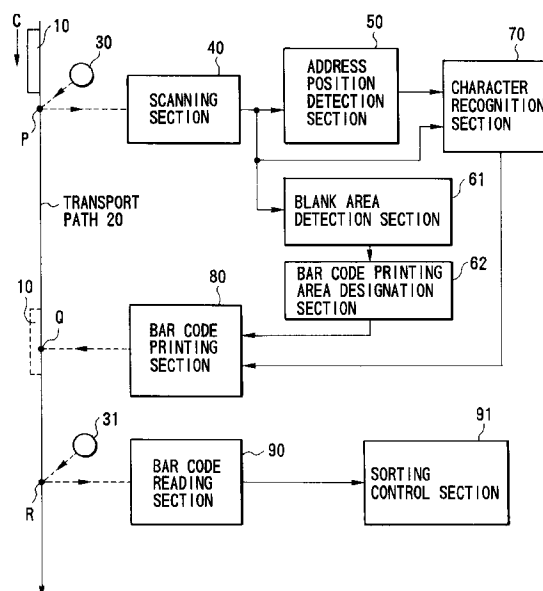 C
10
30
40
50
70
SCANNING
SECTION
ADDRESS
POSITION
DETECTION
SECTION
CHARACTER
RECOGNITION
SECTION
P
61
BLANK AREA
DETECTION SECTION
TRANSPORT
PATH 20
62
BAR CODE PRINTING
AREA DESIGNATION
SECTION
80
10
Q
BAR CODE
PRINTING
SECTION
31
90
91
BAR CODE
READING
SECTION
SORTING
CONTROL SECTION
R